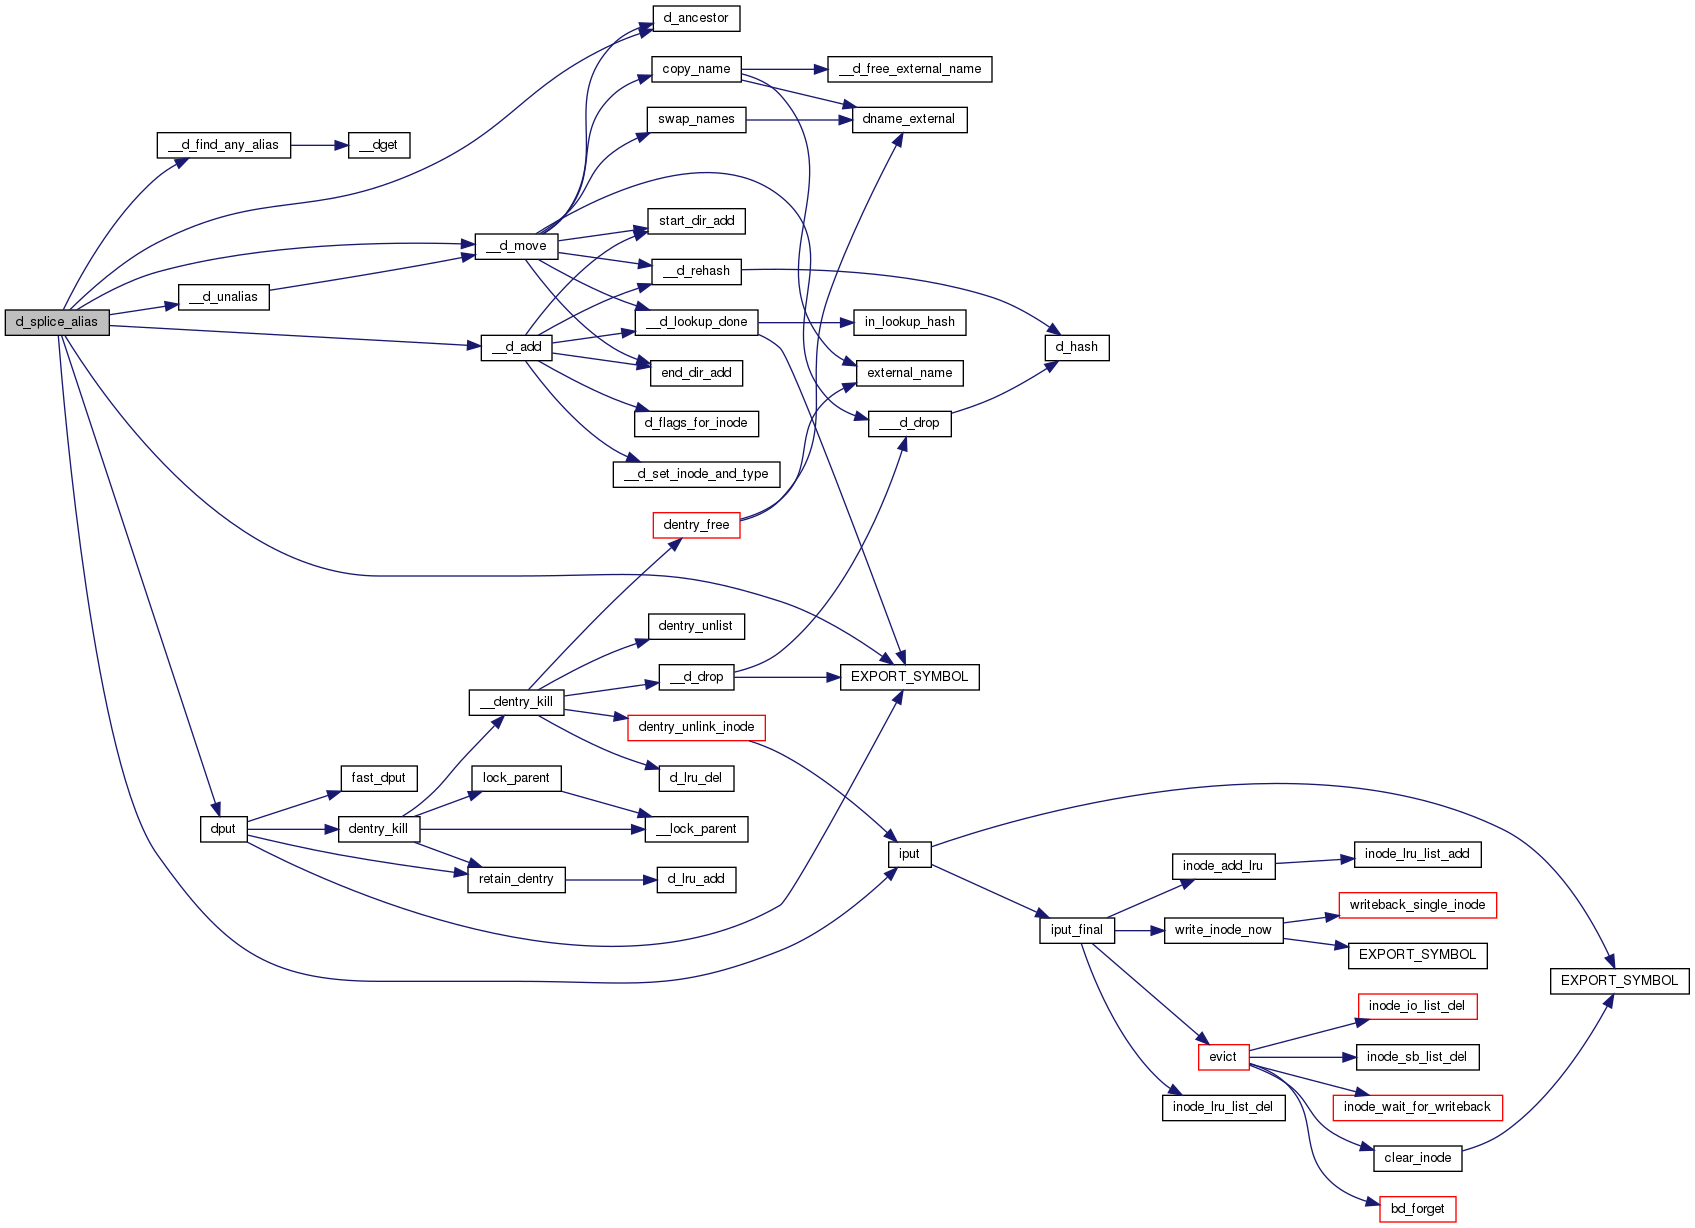 d_ancestor
copy_name
__d_free_external_name
swap_names
dname_external
__d_find_any_alias
__dget
start_dir_add
__d_move
__d_rehash
__d_unalias
d_splice_alias
__d_lookup_done
in_lookup_hash
__d_add
d_hash
end_dir_add
external_name
d_flags_for_inode
___d_drop
__d_set_inode_and_type
dentry_free
dentry_unlist
__d_drop
EXPORT_SYMBOL
__dentry_kill
dentry_unlink_inode
fast_dput
lock_parent
d_lru_del
dput
dentry_kill
__lock_parent
iput
inode_lru_list_add
inode_add_lru
retain_dentry
d_lru_add
writeback_single_inode
iput_final
write_inode_now
EXPORT_SYMBOL
EXPORT_SYMBOL
inode_io_list_del
evict
inode_sb_list_del
inode_lru_list_del
inode_wait_for_writeback
clear_inode
bd_forget